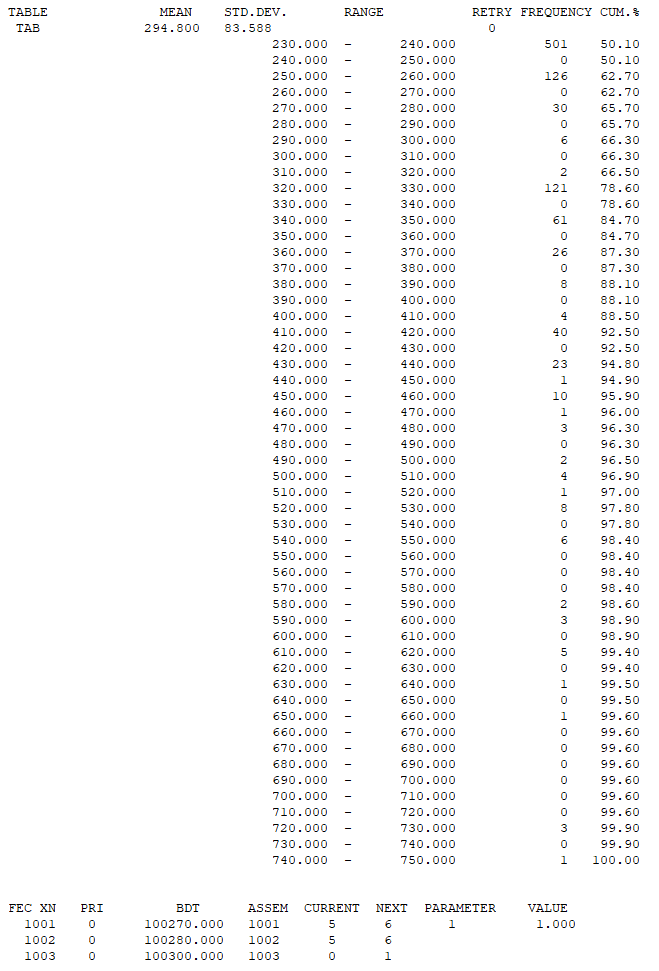 TABLE MEAN STD.DEV. RANGE RETRY FREQUENCY CUM.%
TAB 294.800 83.588 0
230.000 - 240.000 501 50.10
240.000 - 250.000 0 50.10
250.000 - 260.000 126 62.70
260.000 - 270.000 0 62.70
270.000 - 280.000 30 65.70
280.000 - 290.000 0 65.70
290.000 - 300.000 6 66.30
300.000 - 310.000 0 66.30
310.000 - 320.000 2 66.50
320.000 - 330.000 121 78.60
330.000 - 340.000 0 78.60
340.000 - 350.000 61 84.70
350.000 - 360.000 0 84.70
360.000 - 370.000 26 87.30
370.000 - 380.000 0 87.30
380.000 - 390.000 8 88.10
390.000 - 400.000 0 88.10
400.000 - 410.000 4 88.50
410.000 - 420.000 40 92.50
420.000 - 430.000 0 92.50
430.000 - 440.000 23 94.80
440.000 - 450.000 1 94.90
450.000 - 460.000 10 95.90
460.000 - 470.000 1 96.00
470.000 - 480.000 3 96.30
480.000 - 490.000 0 96.30
490.000 - 500.000 2 96.50
500.000 - 510.000 4 96.90
510.000 - 520.000 1 97.00
520.000 - 530.000 8 97.80
530.000 - 540.000 0 97.80
540.000 - 550.000 6 98.40
550.000 - 560.000 0 98.40
560.000 - 570.000 0 98.40
570.000 - 580.000 0 98.40
580.000 - 590.000 2 98.60
590.000 - 600.000 3 98.90
600.000 - 610.000 0 98.90
610.000 - 620.000 5 99.40
620.000 - 630.000 0 99.40
630.000 - 640.000 1 99.50
640.000 - 650.000 0 99.50
650.000 - 660.000 1 99.60
660.000 - 670.000 0 99.60
670.000 - 680.000 0 99.60
680.000 - 690.000 0 99.60
690.000 - 700.000 0 99.60
700.000 - 710.000 0 99.60
710.000 - 720.000 0 99.60
720.000 - 730.000 3 99.90
730.000 - 740.000 0 99.90
740.000 - 750.000 1 100.00
FEC XN PRI BDT ASSEM CURRENT NEXT PARAMETER VALUE
1001 0 100270.000 1001 5 6 1 1.000
1002 0 100280.000 1002 5 6
1003 0 100300.000 1003 0 1